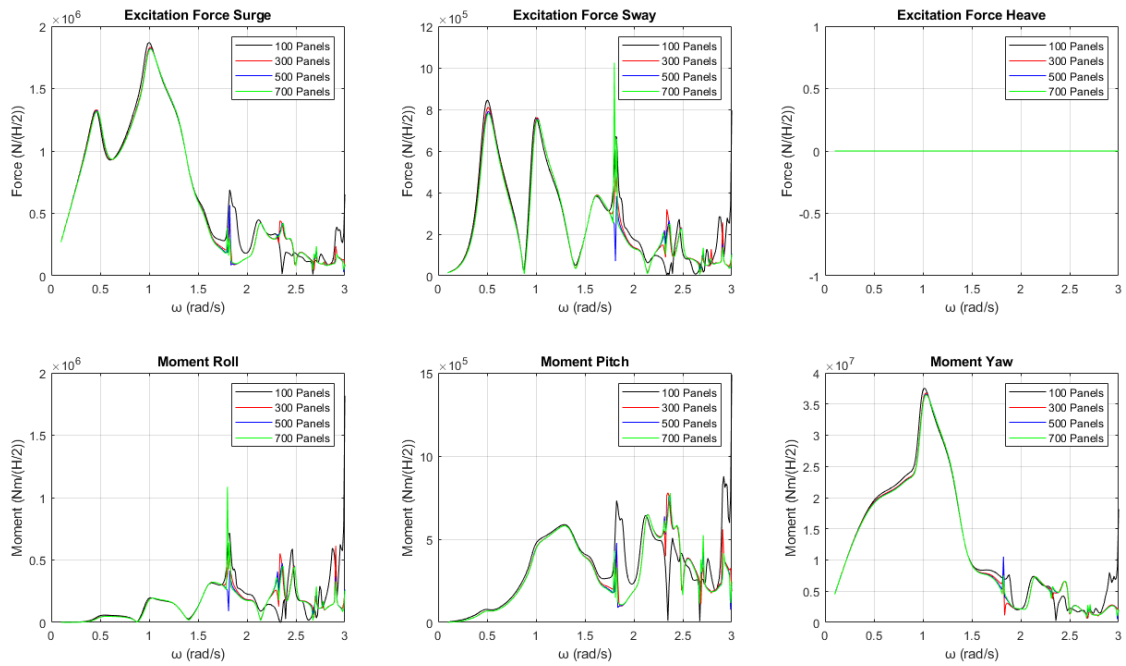 Excitation Force Surge
×10^6
2
1.5
1
0.5
0
Force (N/(H/2))
0 0.5 1 1.5 2 2.5 3
ω (rad/s)
100 Panels
300 Panels
500 Panels
700 Panels
Excitation Force Sway
×10^5
12
10
8
6
4
2
0
Force (N/(H/2))
0 0.5 1 1.5 2 2.5 3
ω (rad/s)
100 Panels
300 Panels
500 Panels
700 Panels
Excitation Force Heave
1
0.5
0
-0.5
-1
Force (N/(H/2))
0 0.5 1 1.5 2 2.5 3
ω (rad/s)
100 Panels
300 Panels
500 Panels
700 Panels
Moment Roll
×10^6
2
1.5
1
0.5
0
Moment (Nm/(H/2))
0 0.5 1 1.5 2 2.5 3
ω (rad/s)
100 Panels
300 Panels
500 Panels
700 Panels
Moment Pitch
×10^5
15
10
5
0
Moment (Nm/(H/2))
0 0.5 1 1.5 2 2.5 3
ω (rad/s)
100 Panels
300 Panels
500 Panels
700 Panels
Moment Yaw
×10^7
4
3.5
3
2.5
2
1.5
1
0.5
0
Moment (Nm/(H/2))
0 0.5 1 1.5 2 2.5 3
ω (rad/s)
100 Panels
300 Panels
500 Panels
700 Panels